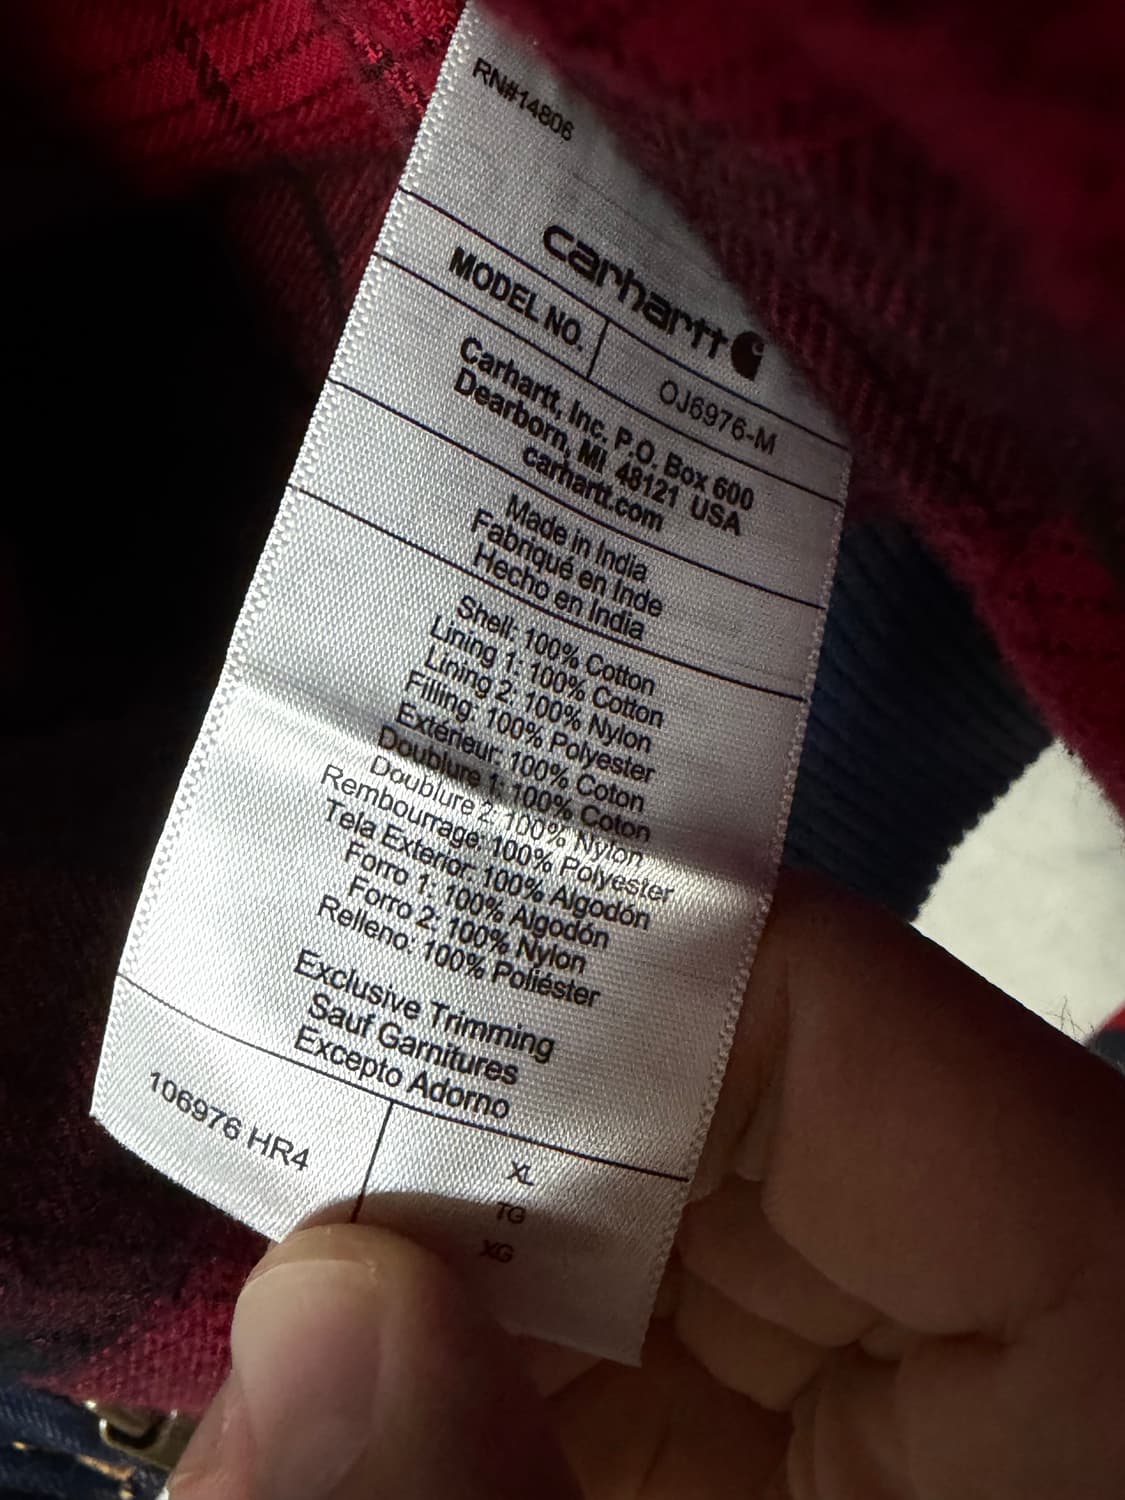 RN#14806
carhartt
MODEL NO. OJ6976-M
Carhartt, Inc. P.O. Box 600
Dearborn, MI 48121 USA
carhartt.com
Made in India
Fabriqué en Inde
Hecho en India
Shell: 100% Cotton
Lining 1: 100% Cotton
Lining 2: 100% Nylon
Filling: 100% Polyester
Extérieur: 100% Coton
Doublure 1: 100% Coton
Doublure 2: 100% Nylon
Rembourrage: 100% Polyester
Tela Exterior: 100% Algodón
Forro 1: 100% Algodón
Forro 2: 100% Nylon
Relleno: 100% Poliéster
Exclusive Trimming
Sauf Garnitures
Excepto Adorno
106976 HR4
XL
TG
XG